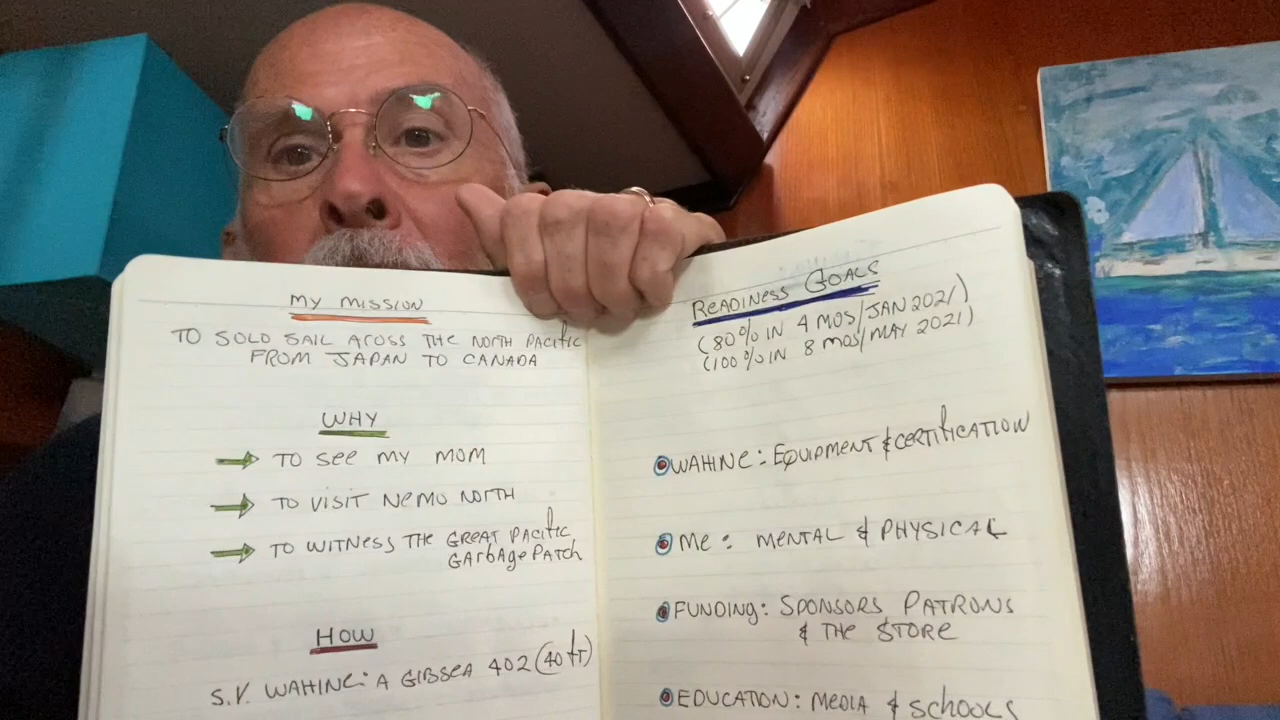 MY MISSION
TO SOLO SAIL ACROSS THE NORTH PACIFIC
FROM JAPAN TO CANADA
WHY
TO SEE MY MOM
TO VISIT NEMO NORTH
TO WITNESS THE GREAT PACIFIC
GARBAGE PATCH
HOW
S.V. WAHINE: A GIBSEA 402 (40 ft)
READINESS GOALS
(80% IN 4 MOS/JAN 2021)
(100% IN 8 MOS/MAY 2021)
WAHINE: EQUIPMENT & CERTIFICATION
ME: MENTAL & PHYSICAL
FUNDING: SPONSORS PATRONS
& THE STORE
EDUCATION: MEDIA & SCHOOLS